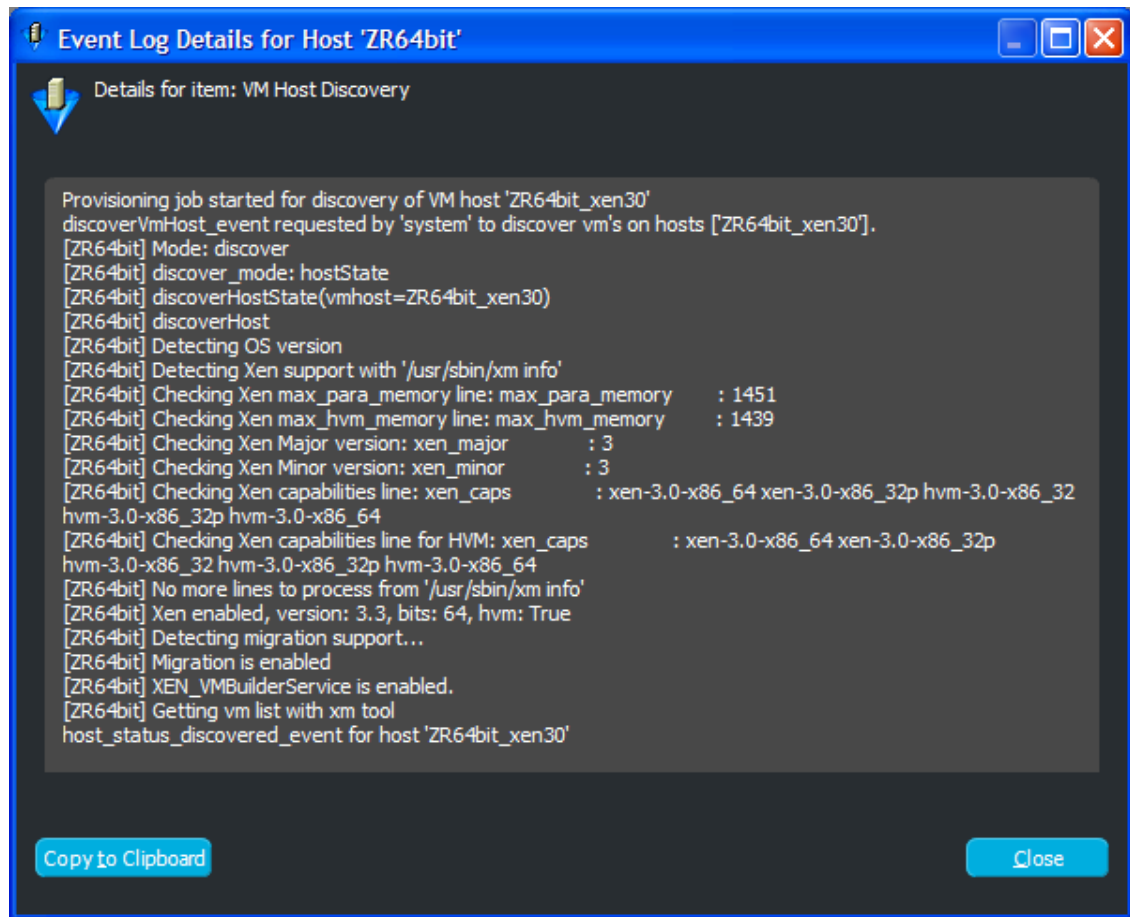 Event Log Details for Host 'ZR64bit'
Details for item: VM Host Discovery
Provisioning job started for discovery of VM host 'ZR64bit_xen30'
discoverVmHost_event requested by 'system' to discover vm's on hosts ['ZR64bit_xen30'].
[ZR64bit] Mode: discover
[ZR64bit] discover_mode: hostState
[ZR64bit] discoverHostState(vmhost=ZR64bit_xen30)
[ZR64bit] discoverHost
[ZR64bit] Detecting OS version
[ZR64bit] Detecting Xen support with '/usr/sbin/xm info'
[ZR64bit] Checking Xen max_para_memory line: max_para_memory : 1451
[ZR64bit] Checking Xen max_hvm_memory line: max_hvm_memory : 1439
[ZR64bit] Checking Xen Major version: xen_major : 3
[ZR64bit] Checking Xen Minor version: xen_minor : 3
[ZR64bit] Checking Xen capabilities line: xen_caps : xen-3.0-x86_64 xen-3.0-x86_32p hvm-3.0-x86_32
hvm-3.0-x86_32p hvm-3.0-x86_64
[ZR64bit] Checking Xen capabilities line for HVM: xen_caps : xen-3.0-x86_64 xen-3.0-x86_32p
hvm-3.0-x86_32 hvm-3.0-x86_32p hvm-3.0-x86_64
[ZR64bit] No more lines to process from '/usr/sbin/xm info'
[ZR64bit] Xen enabled, version: 3.3, bits: 64, hvm: True
[ZR64bit] Detecting migration support...
[ZR64bit] Migration is enabled
[ZR64bit] XEN_VMBuilderService is enabled.
[ZR64bit] Getting vm list with xm tool
host_status_discovered_event for host 'ZR64bit_xen30'
Copy to Clipboard
Close